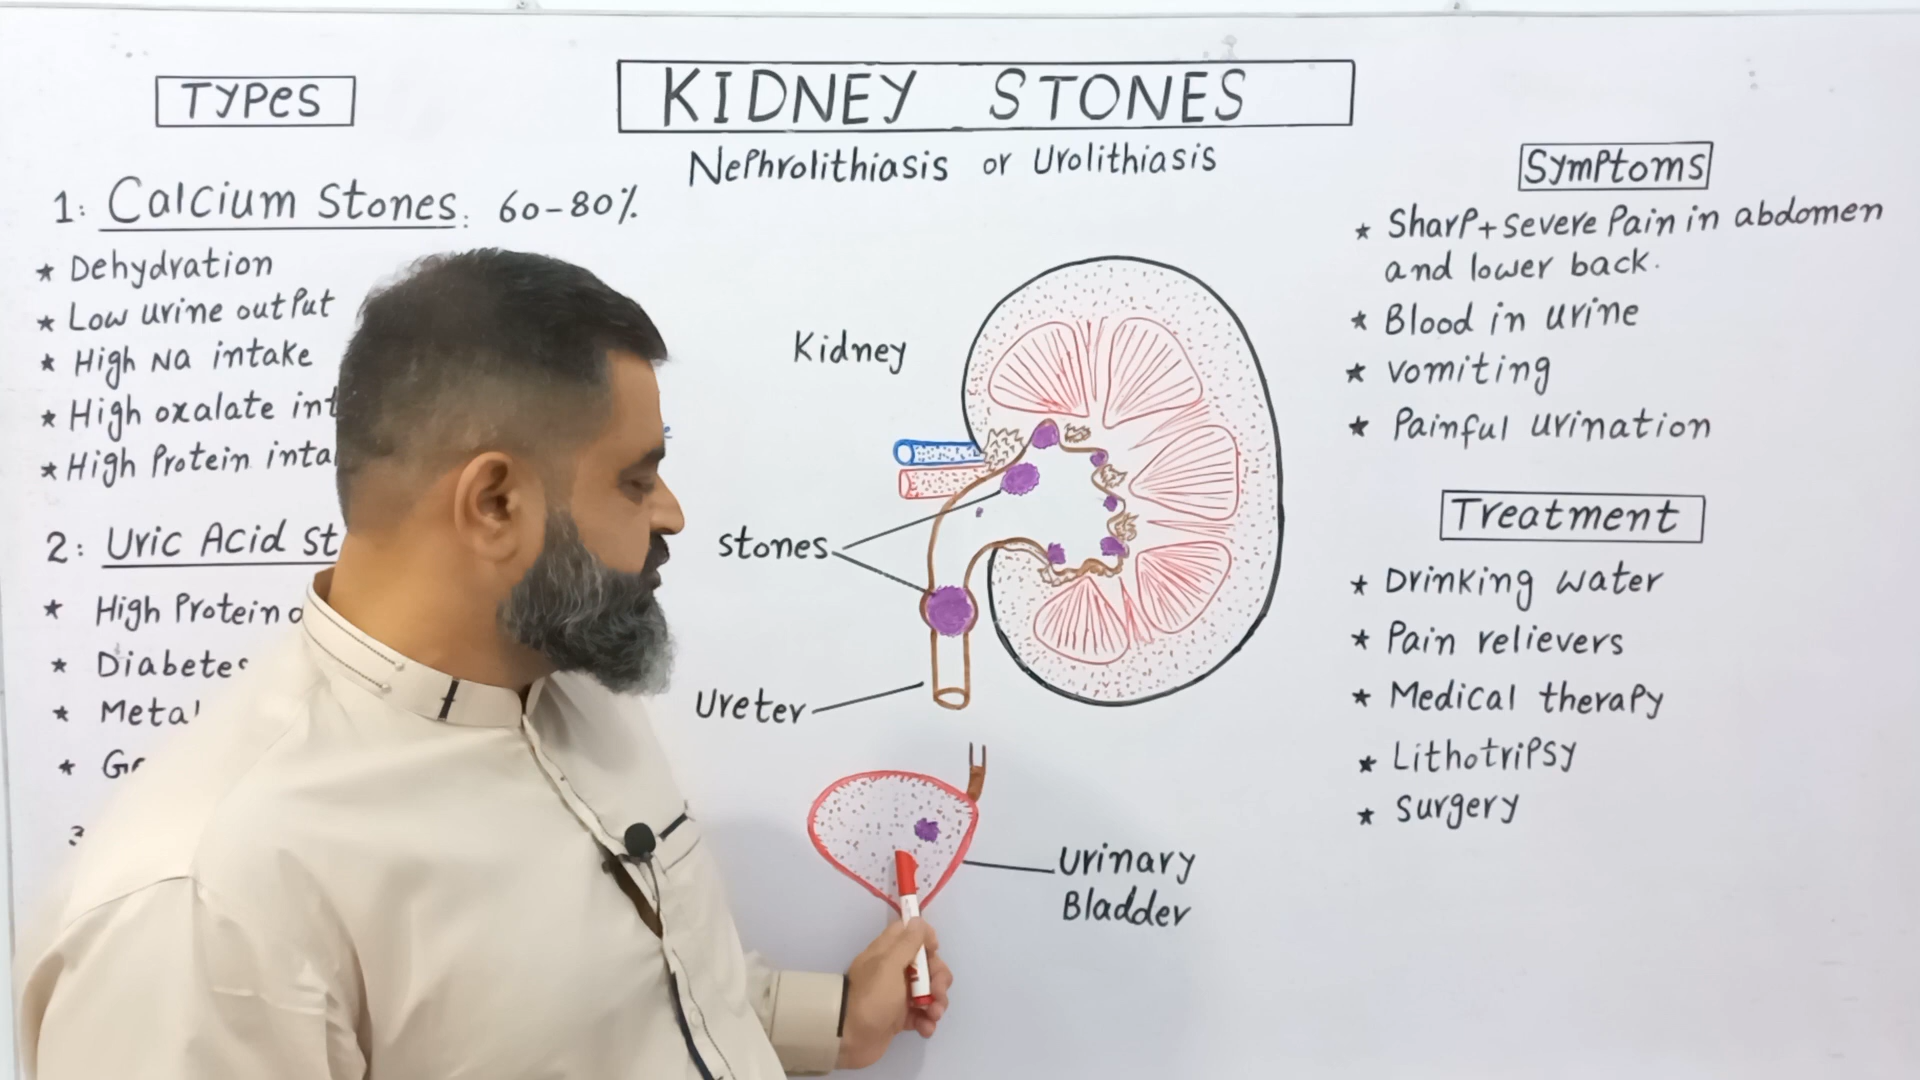 TYPES
KIDNEY STONES
Nephrolithiasis or Urolithiasis
1: Calcium Stones: 60-80%
★ Dehydration
★ Low urine output
★ High Na intake
★ High oxalate
★ High Protein
2: Uric Acid
★ High Protein
★
★
★
Kidney
Stones
Ureter
Urinary
Bladder
Symptoms
★ Sharp+severe Pain in abdomen
and lower back.
★ Blood in urine
★ vomiting
★ Painful urination
Treatment
★ Drinking water
★ Pain relievers
★ Medical therapy
★ Lithotripsy
★ surgery